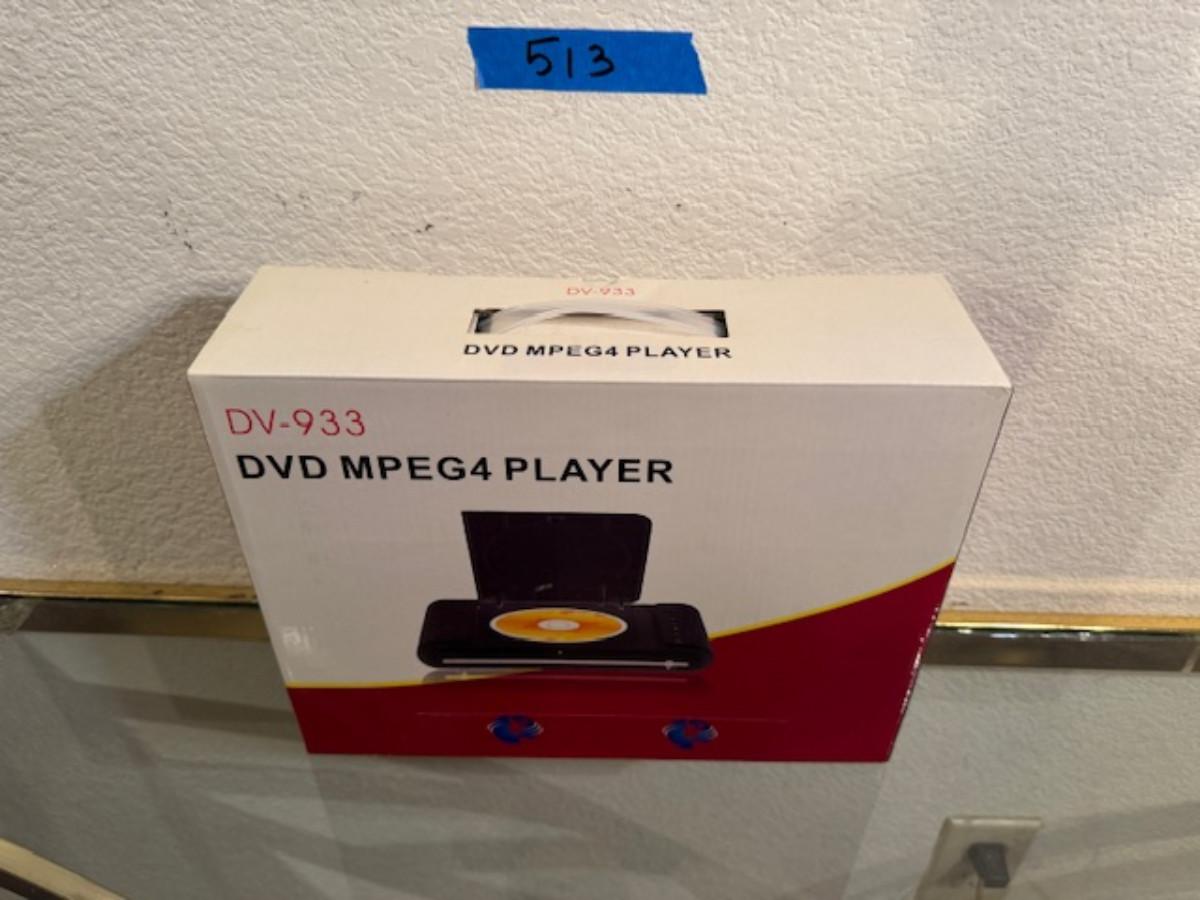 513
DV-933
DVD MPEG4 PLAYER
DV-933
DVD MPEG4 PLAYER